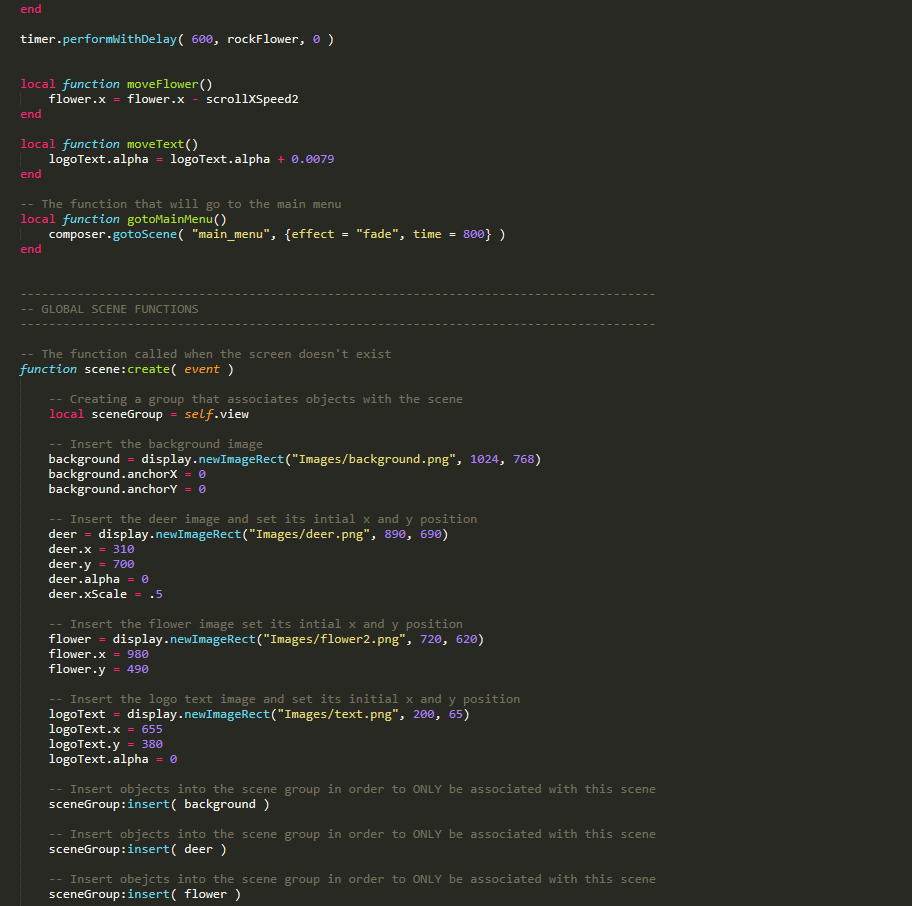 end
timer.performWithDelay( 600, rockFlower, 0 )
local function moveFlower()
flower.x = flower.x - scrollXSpeed2
end
local function moveText()
logoText.alpha = logoText.alpha + 0.0079
end
-- The function that will go to the main menu
local function gotoMainMenu()
composer.gotoScene( "main_menu", {effect = "fade", time = 800} )
end
-----------------------------------------------------------------------------------------
-- GLOBAL SCENE FUNCTIONS
-----------------------------------------------------------------------------------------
-- The function called when the screen doesn't exist
function scene:create( event )
-- Creating a group that associates objects with the scene
local sceneGroup = self.view
-- Insert the background image
background = display.newImageRect("Images/background.png", 1024, 768)
background.anchorX = 0
background.anchorY = 0
-- Insert the deer image and set its intial x and y position
deer = display.newImageRect("Images/deer.png", 890, 690)
deer.x = 310
deer.y = 700
deer.alpha = 0
deer.xScale = .5
-- Insert the flower image set its intial x and y position
flower = display.newImageRect("Images/flower2.png", 720, 620)
flower.x = 980
flower.y = 490
-- Insert the logo text image and set its initial x and y position
logoText = display.newImageRect("Images/text.png", 200, 65)
logoText.x = 655
logoText.y = 380
logoText.alpha = 0
-- Insert objects into the scene group in order to ONLY be associated with this scene
sceneGroup:insert( background )
-- Insert objects into the scene group in order to ONLY be associated with this scene
sceneGroup:insert( deer )
-- Insert obejcts into the scene group in order to ONLY be associated with this scene
sceneGroup:insert( flower )